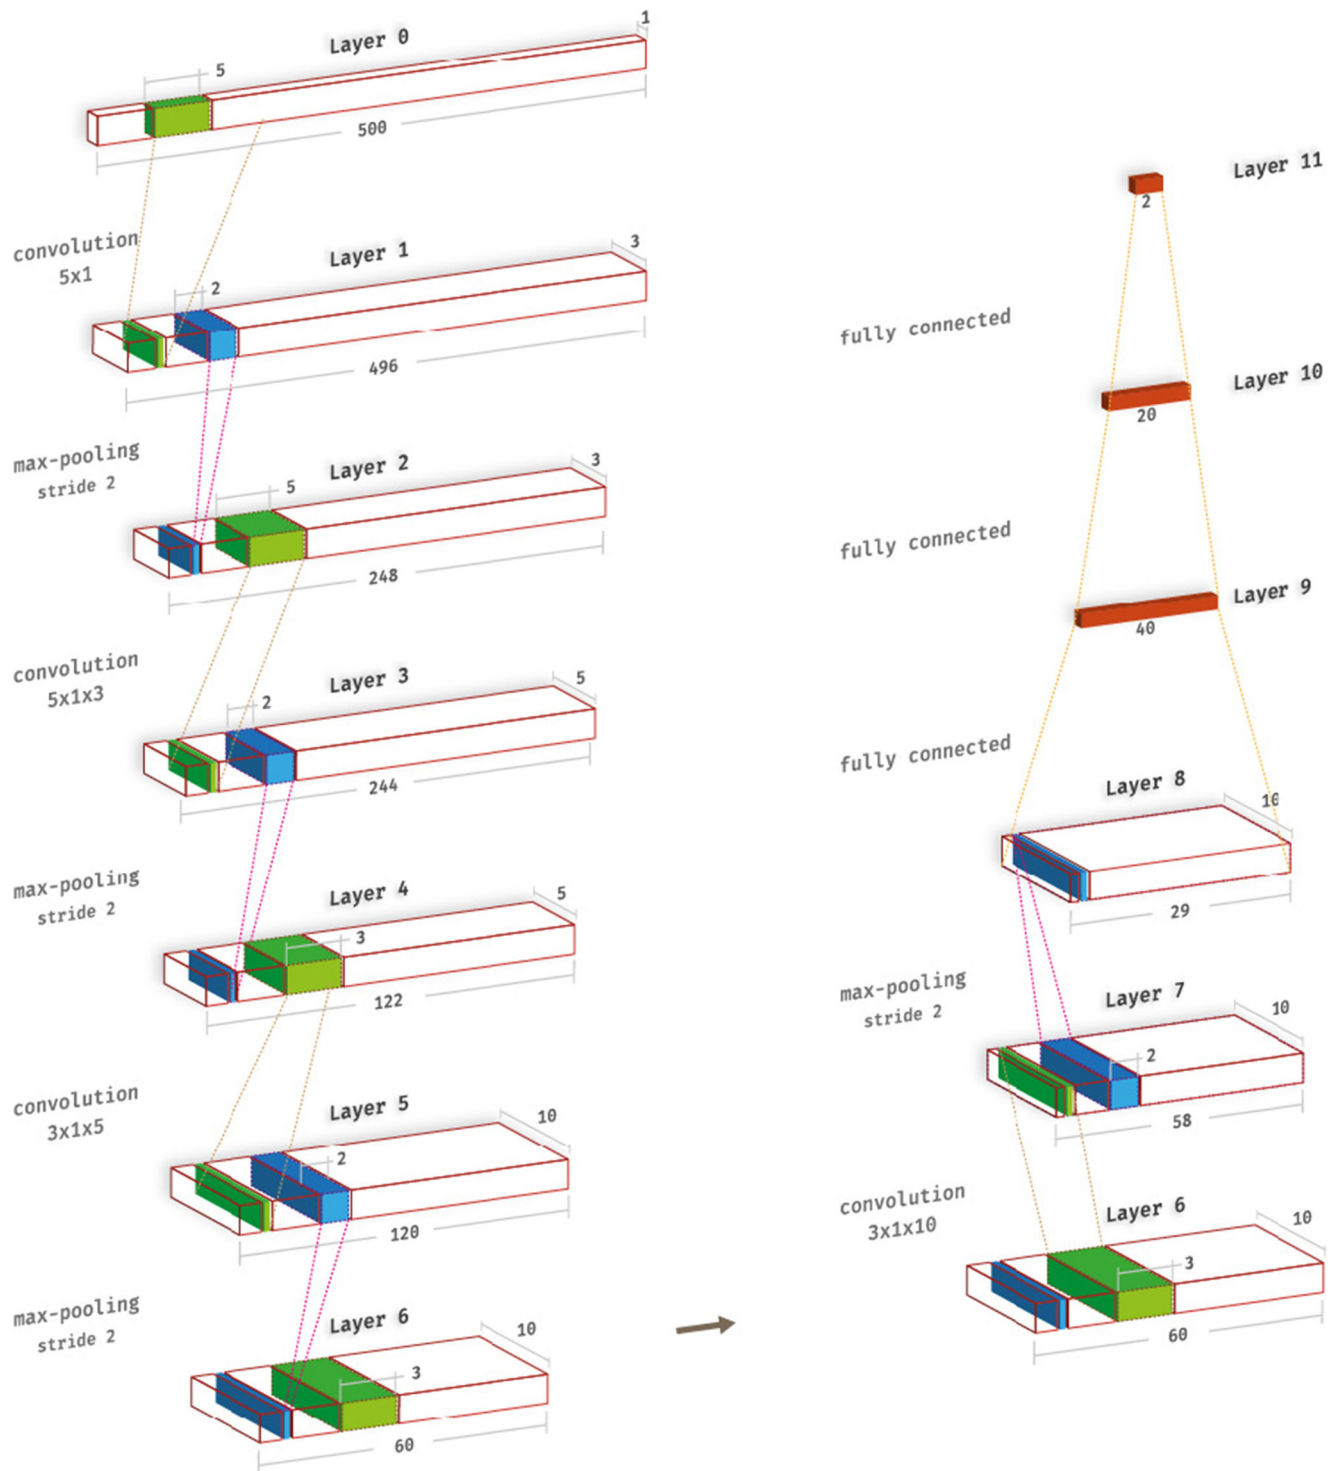 1
Layer 0
5
500
convolution
5x1
Layer 1
3
2
496
max-pooling
stride 2
Layer 2
3
5
248
convolution
5x1x3
Layer 3
5
2
244
max-pooling
stride 2
Layer 4
5
3
122
convolution
3x1x5
Layer 5
10
2
120
max-pooling
stride 2
Layer 6
10
3
60
Layer 11
2
fully connected
Layer 10
20
fully connected
Layer 9
40
fully connected
Layer 8
10
29
max-pooling
stride 2
Layer 7
10
2
58
convolution
3x1x10
Layer 6
10
3
60